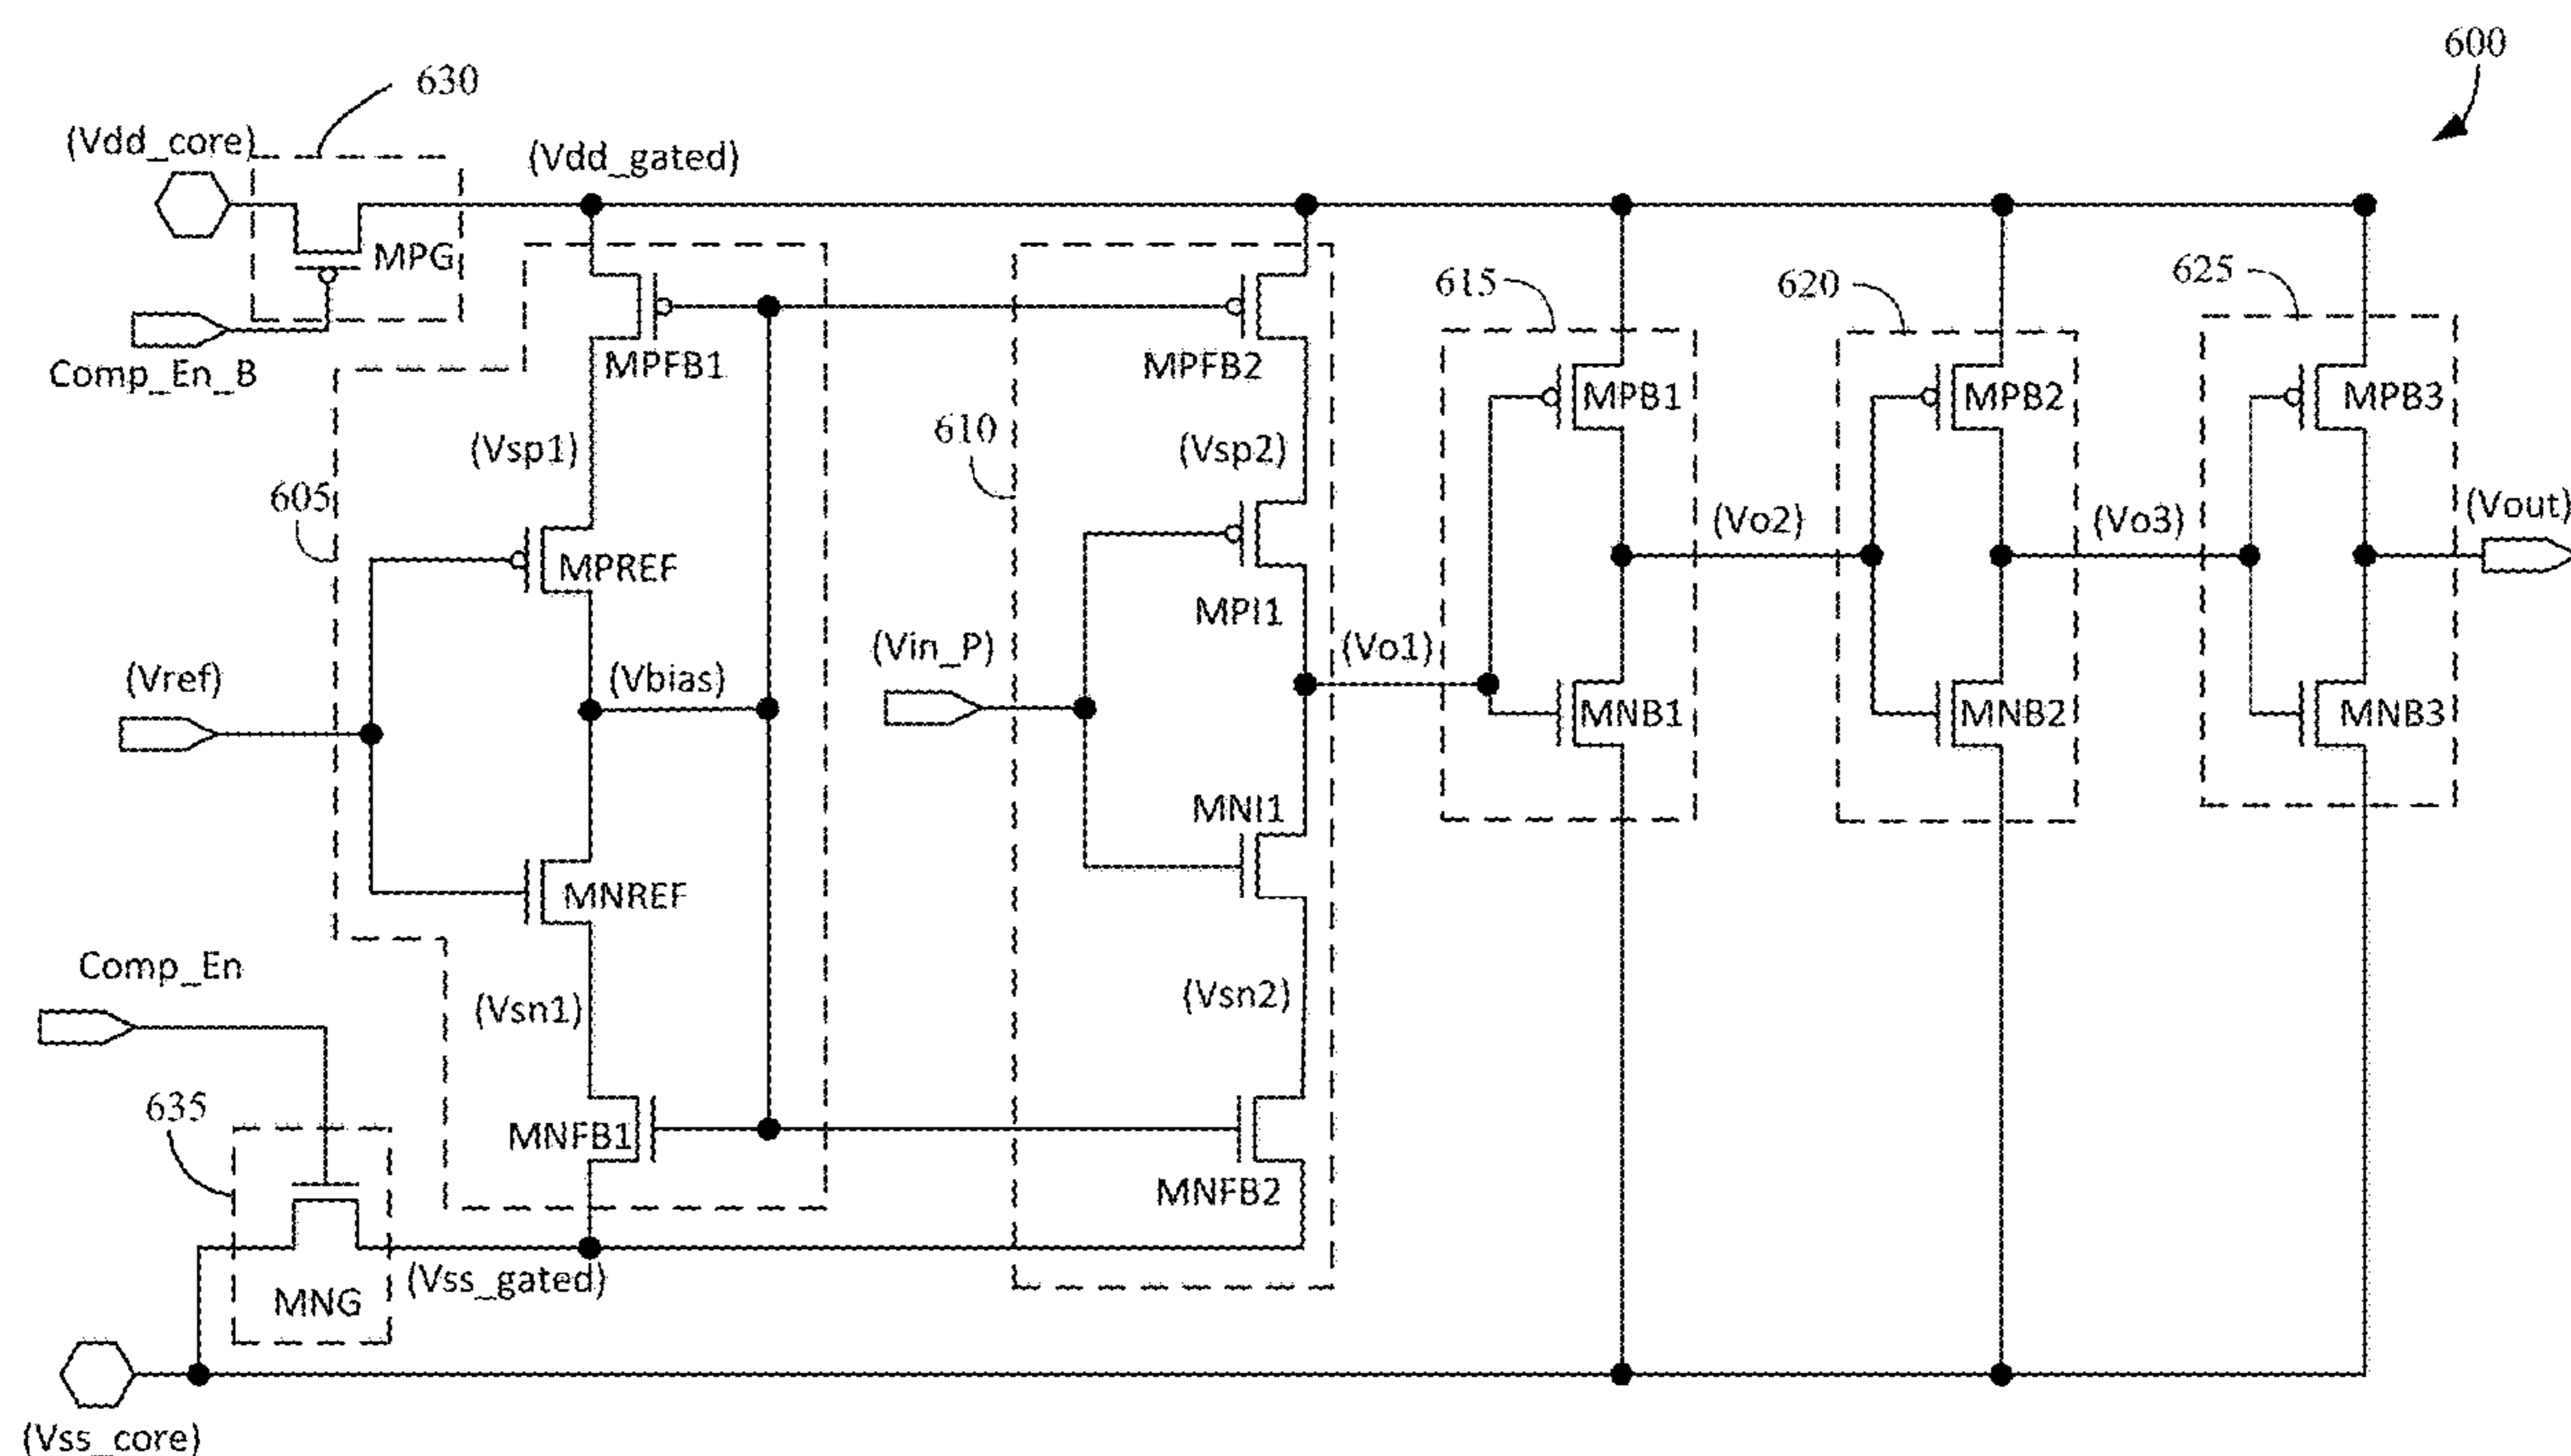 600
630
(Vdd_core)
(Vdd_gated)
MPG
Comp_En_B
MPFB1
MPFB2
615
620
625
MPB1
MPB2
MPB3
610
(Vsp1)
(Vsp2)
605
MPREF
MPI1
(Vo2)
(Vo3)
(Vout)
(Vref)
(Vbias)
(Vin_P)
(Vo1)
MNB1
MNB2
MNB3
MNI1
MNREF
Comp_En
(Vsn1)
(Vsn2)
635
MNFB1
MNFB2
MNG
(Vss_gated)
(Vss_core)